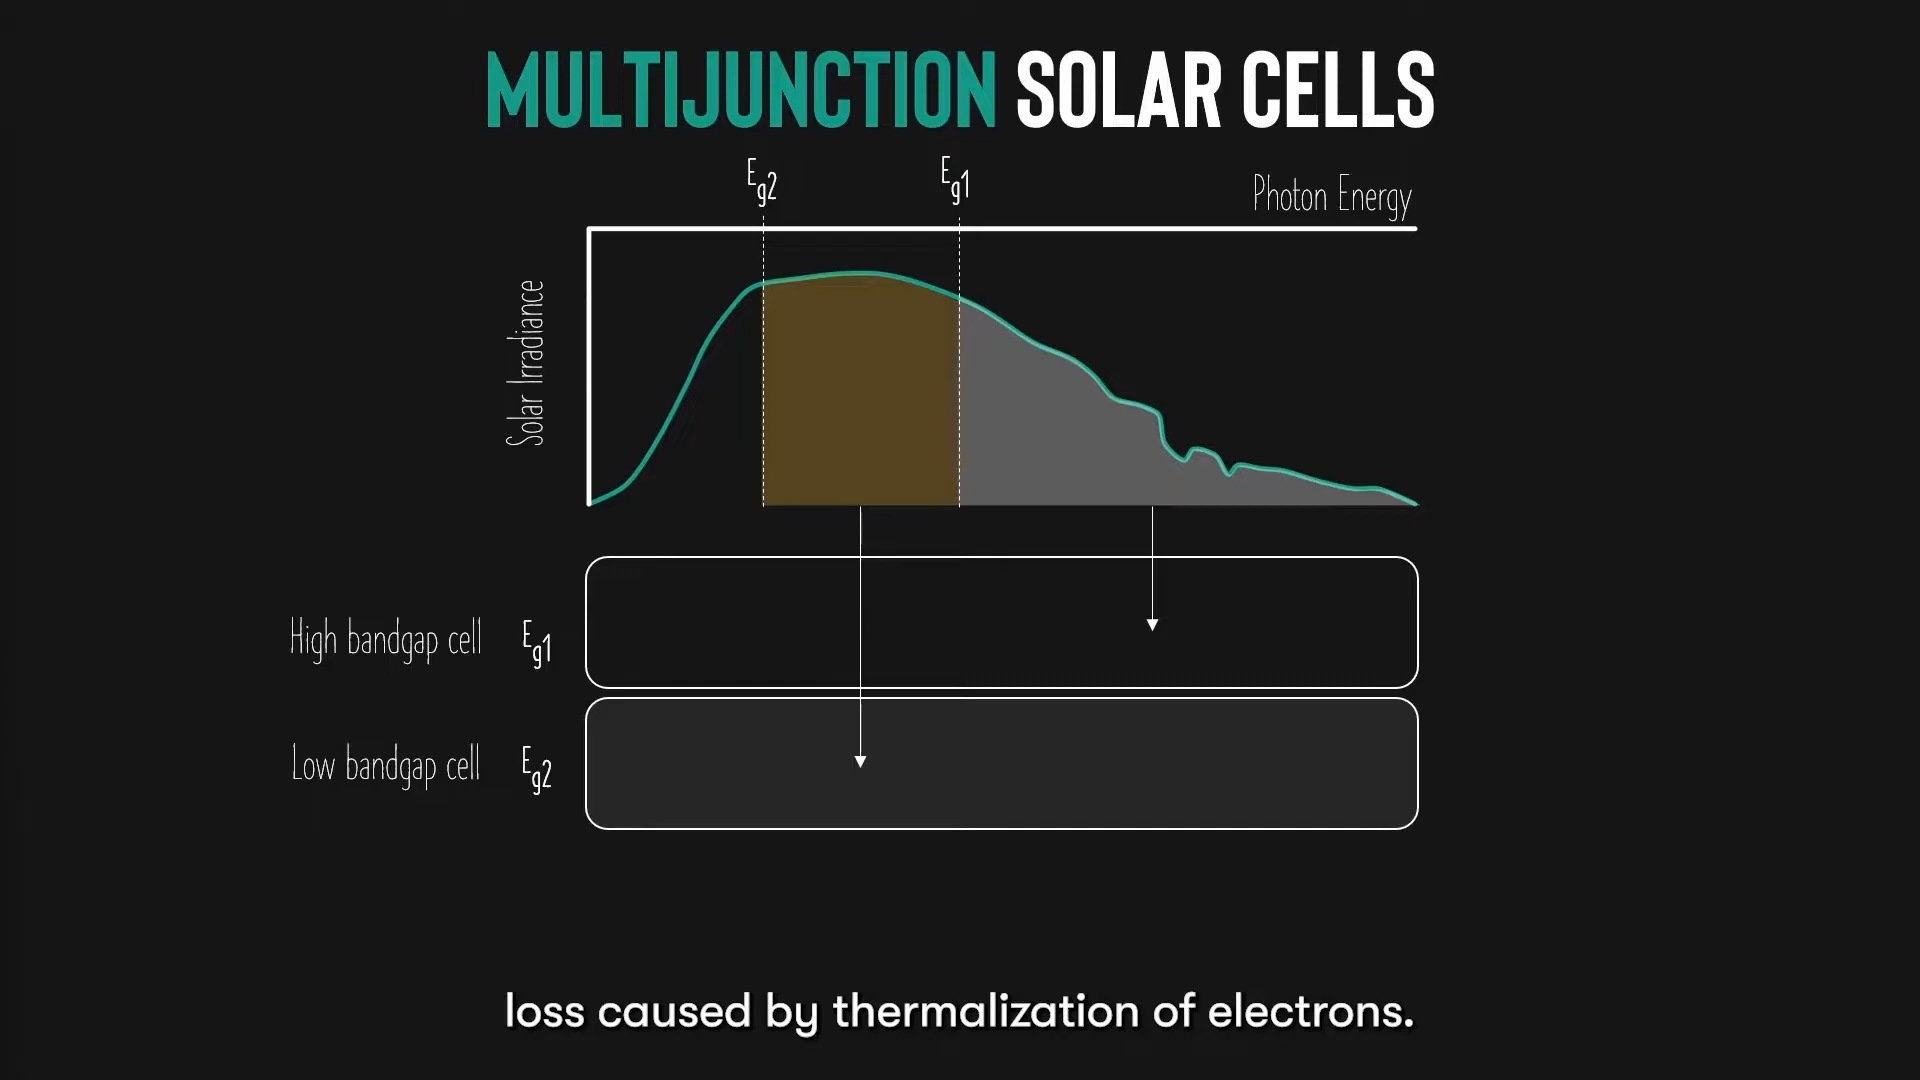 MULTIJUNCTION SOLAR CELLS
Eg2
Eg1
Photon Energy
Solar Irradiance
High bandgap cell Eg1
Low bandgap cell Eg2
loss caused by thermalization of electrons.